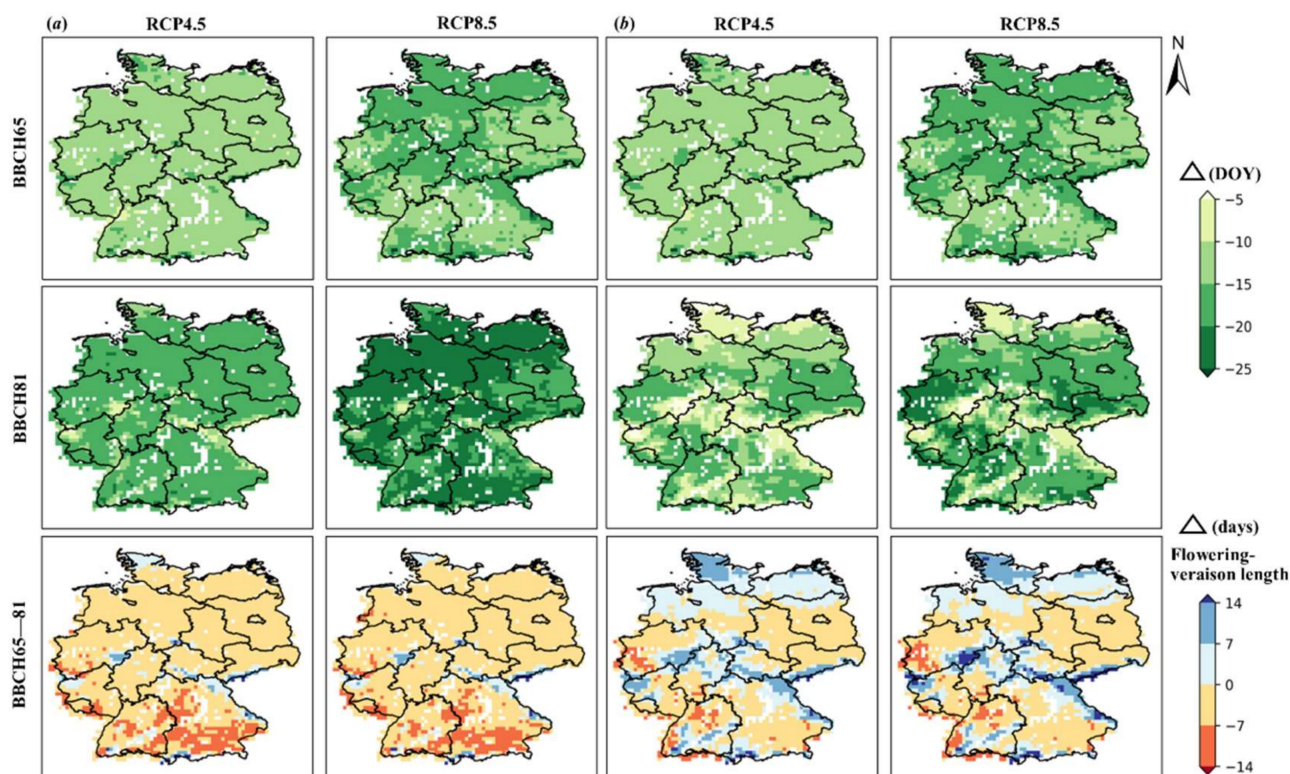 (a) RCP4.5 RCP8.5 (b) RCP4.5 RCP8.5
N
BBCH65
△ (DOY)
−5
−10
−15
−20
−25
BBCH81
BBCH65—81
△ (days)
Flowering-
veraison length
14
7
0
−7
−14